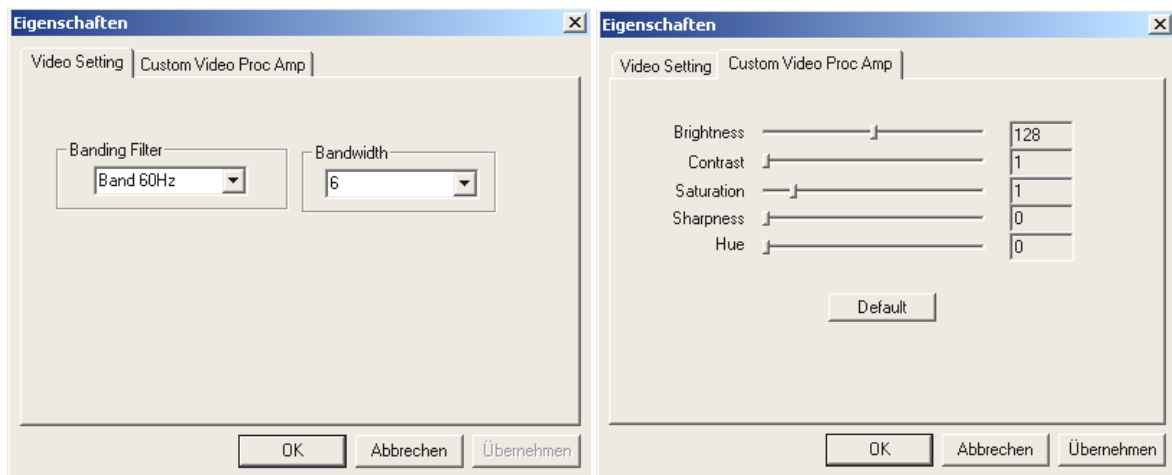 Eigenschaften
Video Setting
Custom Video Proc Amp
Banding Filter
Band 60Hz
Bandwidth
6
OK
Abbrechen
Übernehmen
Eigenschaften
Video Setting
Custom Video Proc Amp
Brightness 128
Contrast 1
Saturation 1
Sharpness 0
Hue 0
Default
OK
Abbrechen
Übernehmen